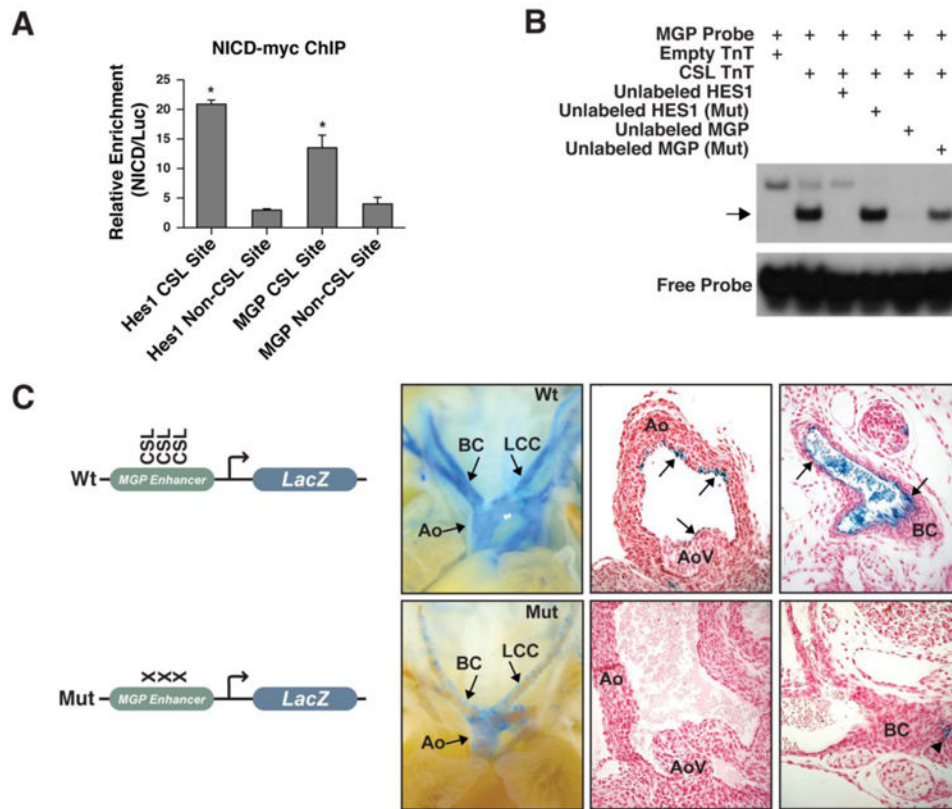 A
NICD-myc ChIP
Relative Enrichment
(NICD/Luc)
25
20
15
10
5
0
*
*
Hes1 CSL Site
Hes1 Non-CSL Site
MGP CSL Site
MGP Non-CSL Site
B
MGP Probe + + + + + +
Empty TnT +
CSL TnT + + + + +
Unlabeled HES1 +
Unlabeled HES1 (Mut) +
Unlabeled MGP +
Unlabeled MGP (Mut) +
Free Probe
C
CSL CSL CSL
Wt MGP Enhancer LacZ
Wt
BC LCC
Ao
Ao
AoV
BC
X X X
Mut MGP Enhancer LacZ
Mut
BC LCC
Ao
Ao
AoV
BC